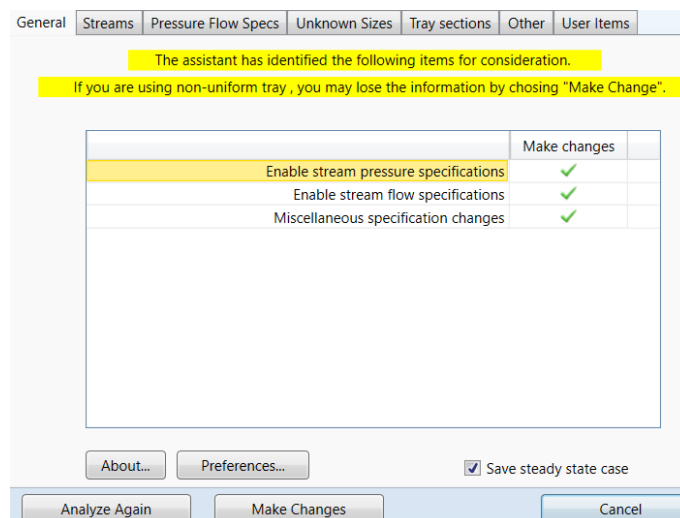 General Streams Pressure Flow Specs Unknown Sizes Tray sections Other User Items
The assistant has identified the following items for consideration.
If you are using non-uniform tray , you may lose the information by chosing "Make Change".
Make changes
Enable stream pressure specifications
Enable stream flow specifications
Miscellaneous specification changes
About... Preferences... Save steady state case
Analyze Again Make Changes Cancel